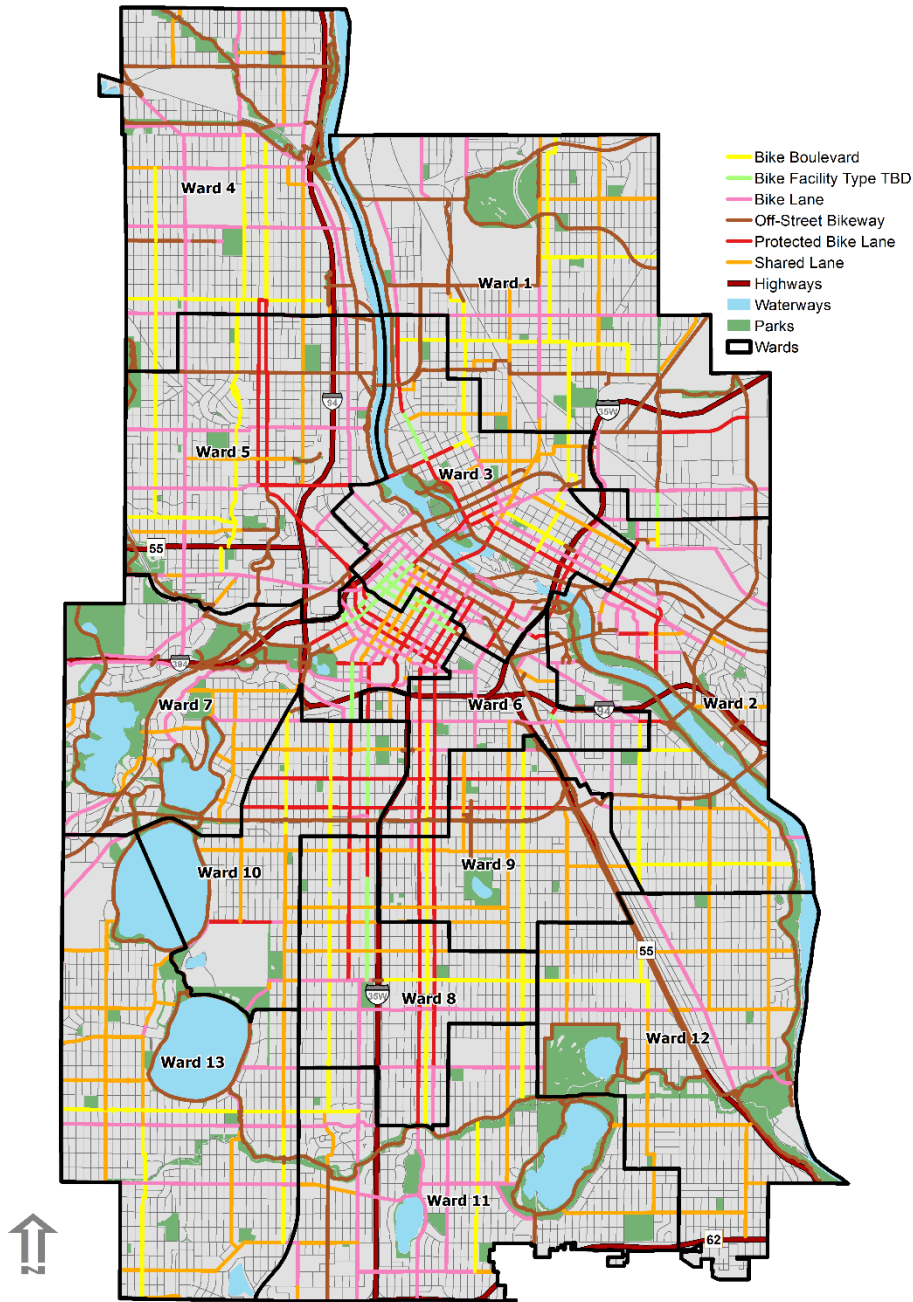 Ward 4
Bike Boulevard
Bike Facility Type TBD
Bike Lane
Off-Street Bikeway
Protected Bike Lane
Shared Lane
Highways
Waterways
Parks
Wards
Ward 1
94
35W
Ward 5
Ward 3
55
394
Ward 7
Ward 6
94
Ward 2
Ward 10
Ward 9
55
35W
Ward 8
Ward 12
Ward 13
Ward 11
62
N